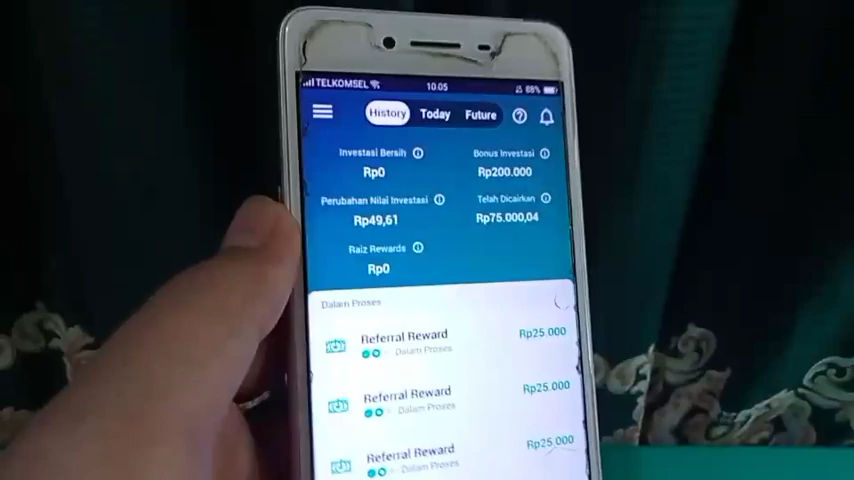 TELKOMSEL 10.05 68%
History Today Future
Investasi Bersih Bonus Investasi
Rp0 Rp200.000
Perubahan Nilai Investasi Telah Dicairkan
Rp49,61 Rp75.000,04
Raiz Rewards
Rp0
Dalam Proses
Referral Reward Rp25.000
Dalam Proses
Referral Reward Rp25.000
Dalam Proses
Referral Reward Rp25.000
Dalam Proses